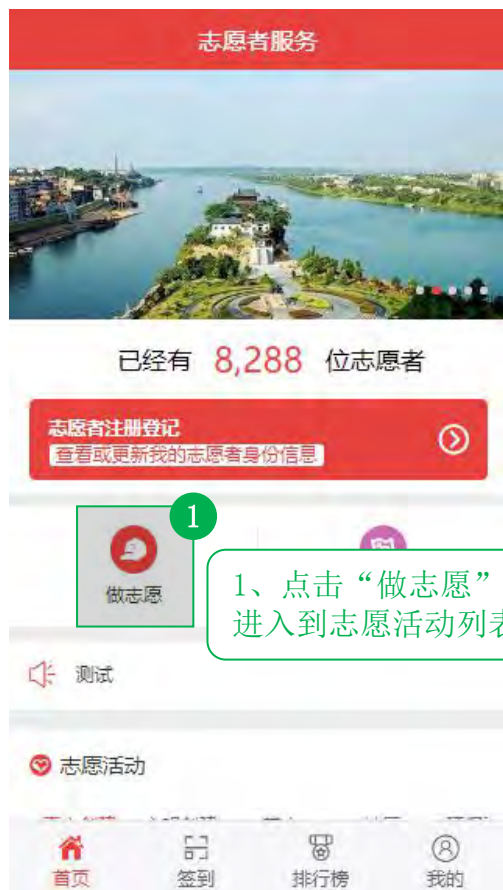 志愿者服务
已经有 8,288 位志愿者
志愿者注册登记
查看或更新我的志愿者身份信息
1
做志愿
1、点击“做志愿”
进入到志愿活动列表
测试
志愿活动
首页 签到 排行榜 我的